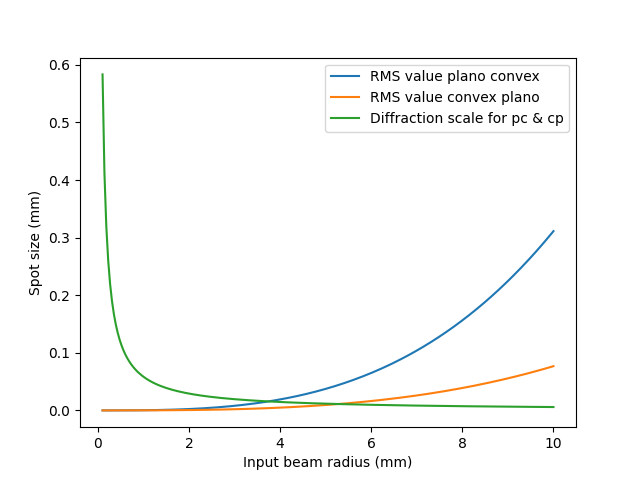 0.6
0.5
0.4
0.3
0.2
0.1
0.0
Spot size (mm)
RMS value plano convex
RMS value convex plano
Diffraction scale for pc & cp
0 2 4 6 8 10
Input beam radius (mm)